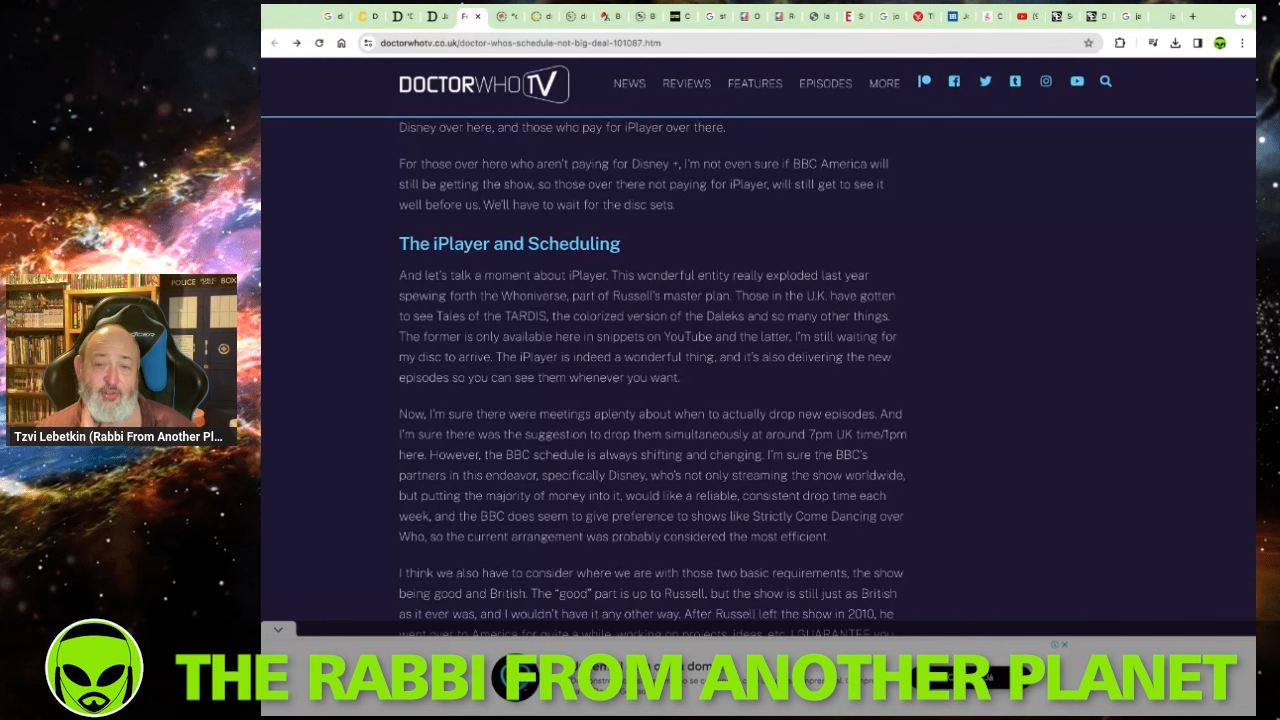 doctorwhotv.co.uk/doctor-whos-schedule-not-big-deal-101087.htm
DOCTORWHOTV
NEWS REVIEWS FEATURES EPISODES MORE
Disney over here, and those who pay for iPlayer over there.
For those over here who aren't paying for Disney +, I'm not even sure if BBC America will
still be getting the show, so those over there not paying for iPlayer, will still get to see it
well before us. We'll have to wait for the disc sets.
The iPlayer and Scheduling
And let's talk a moment about iPlayer. This wonderful entity really exploded last year
spewing forth the Whoniverse, part of Russell's master plan. Those in the U.K. have gotten
to see Tales of the TARDIS, the colorized version of the Daleks and so many other things.
The former is only available here in snippets on YouTube and the latter, I'm still waiting for
my disc to arrive. The iPlayer is indeed a wonderful thing, and it's also delivering the new
episodes so you can see them whenever you want.
Now, I'm sure there were meetings aplenty about when to actually drop new episodes. And
I'm sure there was the suggestion to drop them simultaneously at around 7pm UK time/1pm
here. However, the BBC schedule is always shifting and changing. I'm sure the BBC's
partners in this endeavor, specifically Disney, who's not only streaming the show worldwide,
but putting the majority of money into it, would like a reliable, consistent drop time each
week, and the BBC does seem to give preference to shows like Strictly Come Dancing over
Who, so the current arrangement was probably considered the most efficient.
I think we also have to consider where we are with those two basic requirements, the show
being good and British. The "good" part is up to Russell, but the show is still just as British
as it ever was, and I wouldn't have it any other way. After Russell left the show in 2010, he
went over to America for quite a while, working on projects, ideas, etc. I GUARANTEE you
POLICE BOX
Tzvi Lebetkin (Rabbi From Another Pl...
THE RABBI FROM ANOTHER PLANET